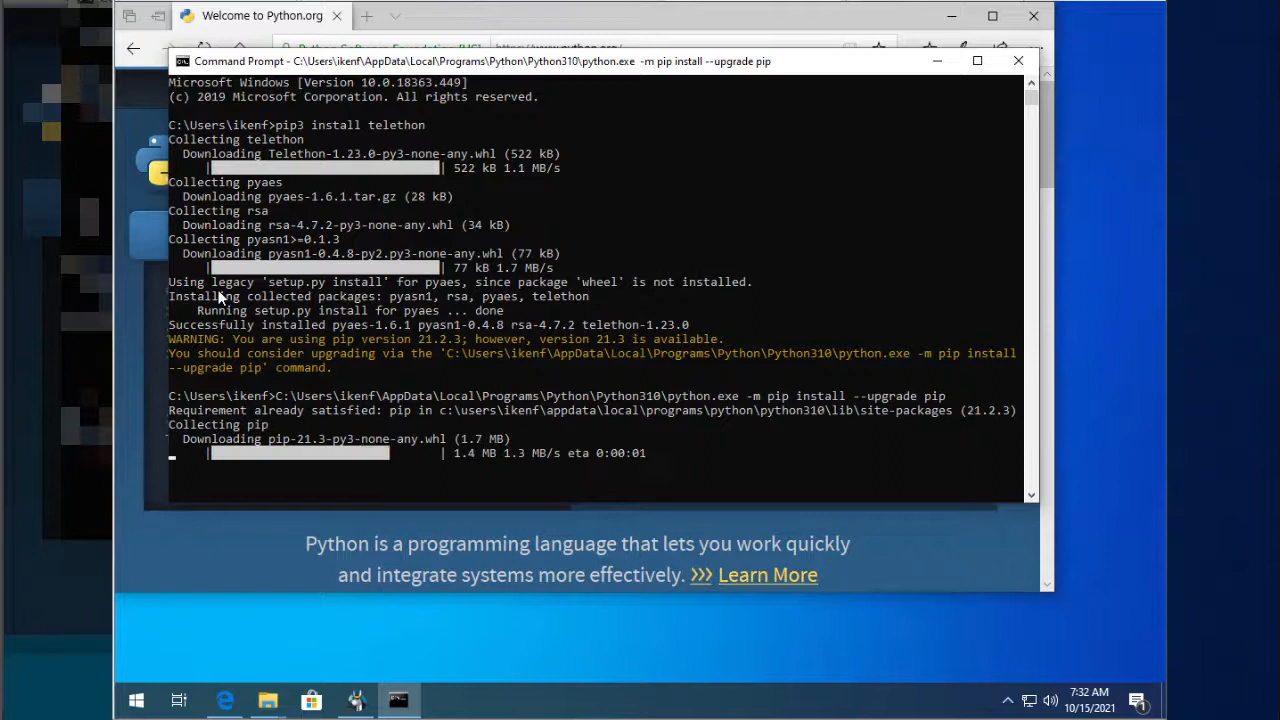 Welcome to Python.org
Command Prompt - C:\Users\ikenf\AppData\Local\Programs\Python\Python310\python.exe -m pip install --upgrade pip
Microsoft Windows [Version 10.0.18363.449]
(c) 2019 Microsoft Corporation. All rights reserved.
C:\Users\ikenf>pip3 install telethon
Collecting telethon
Downloading Telethon-1.23.0-py3-none-any.whl (522 kB)
| | 522 kB 1.1 MB/s
Collecting pyaes
Downloading pyaes-1.6.1.tar.gz (28 kB)
Collecting rsa
Downloading rsa-4.7.2-py3-none-any.whl (34 kB)
Collecting pyasn1>=0.1.3
Downloading pyasn1-0.4.8-py2.py3-none-any.whl (77 kB)
| | 77 kB 1.7 MB/s
Using legacy 'setup.py install' for pyaes, since package 'wheel' is not installed.
Installing collected packages: pyasn1, rsa, pyaes, telethon
Running setup.py install for pyaes ... done
Successfully installed pyaes-1.6.1 pyasn1-0.4.8 rsa-4.7.2 telethon-1.23.0
WARNING: You are using pip version 21.2.3; however, version 21.3 is available.
You should consider upgrading via the 'C:\Users\ikenf\AppData\Local\Programs\Python\Python310\python.exe -m pip install
--upgrade pip' command.
C:\Users\ikenf>C:\Users\ikenf\AppData\Local\Programs\Python\Python310\python.exe -m pip install --upgrade pip
Requirement already satisfied: pip in c:\users\ikenf\appdata\local\programs\python\python310\lib\site-packages (21.2.3)
Collecting pip
Downloading pip-21.3-py3-none-any.whl (1.7 MB)
| | 1.4 MB 1.3 MB/s eta 0:00:01
Python is a programming language that lets you work quickly
and integrate systems more effectively. >>> Learn More
7:32 AM
10/15/2021
1